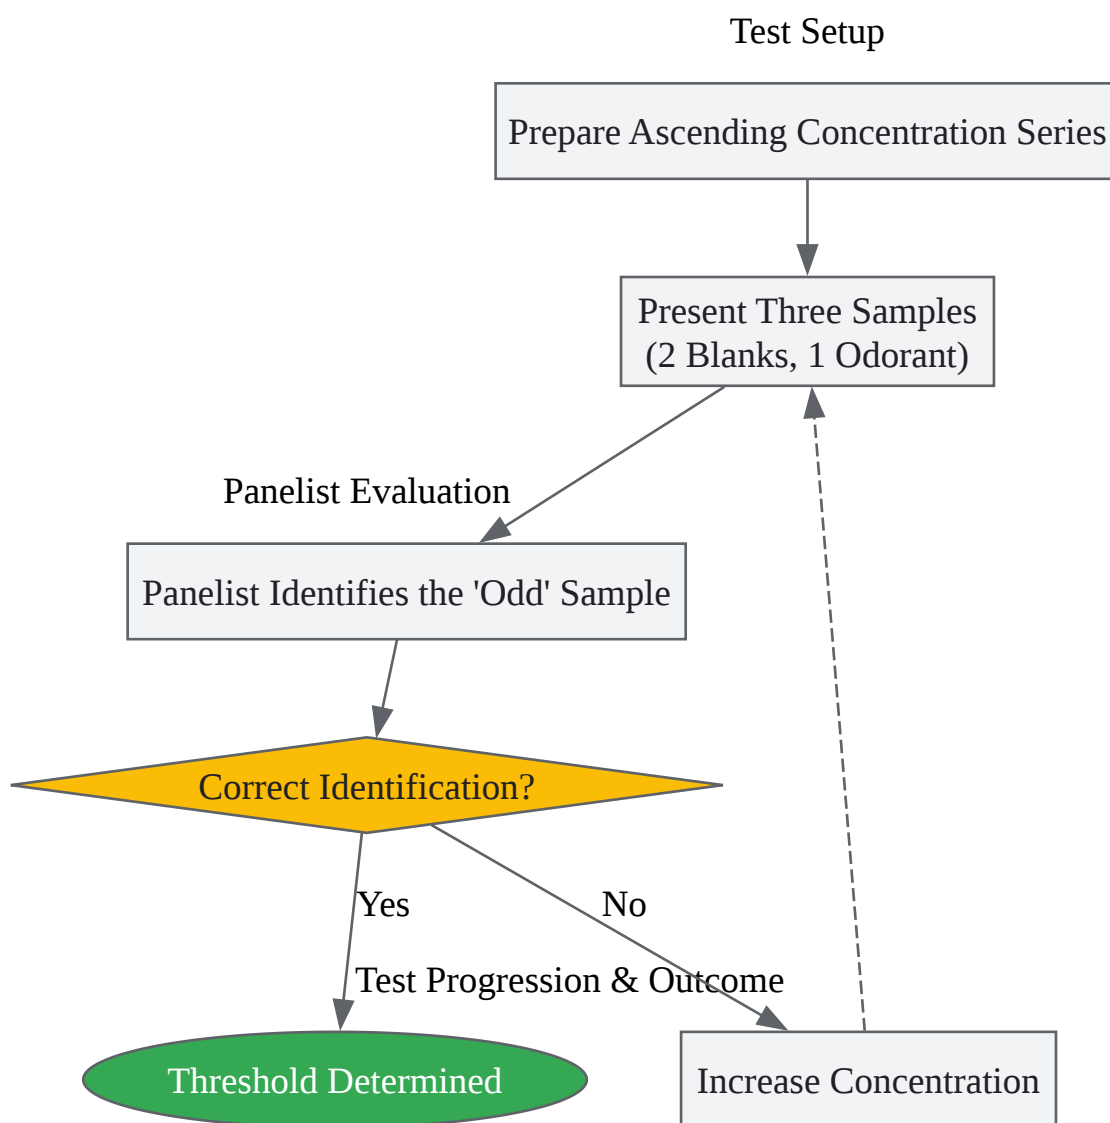 Test Setup
Prepare Ascending Concentration Series
Present Three Samples
(2 Blanks, 1 Odorant)
Panelist Evaluation
Panelist Identifies the 'Odd' Sample
Correct Identification?
Yes
No
Test Progression & Outcome
Threshold Determined
Increase Concentration